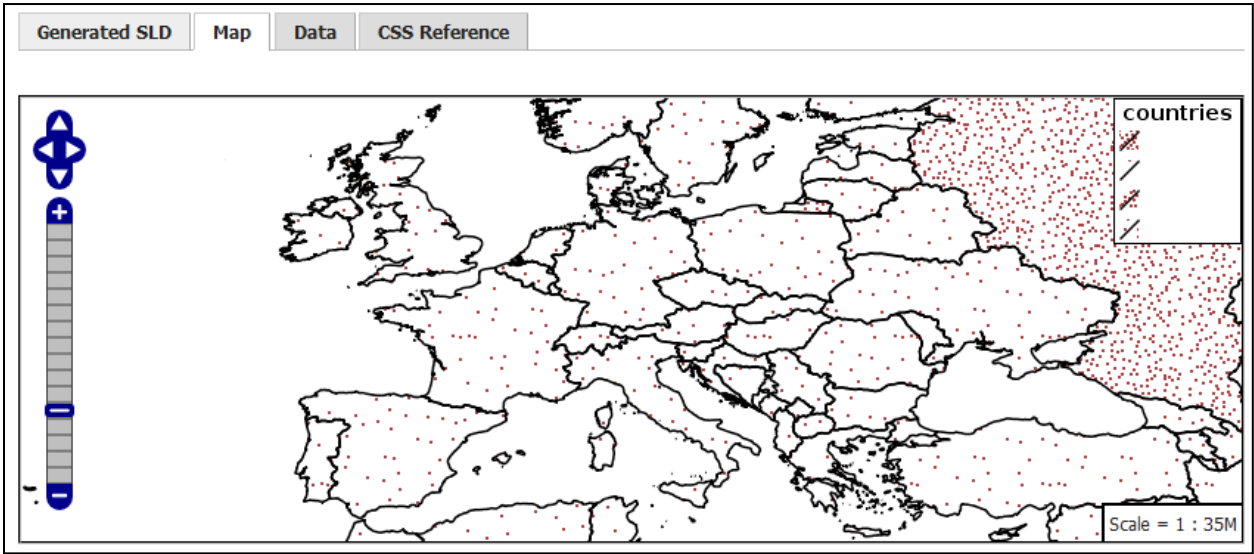 Generated SLD Map Data CSS Reference
countries
Scale = 1 : 35M